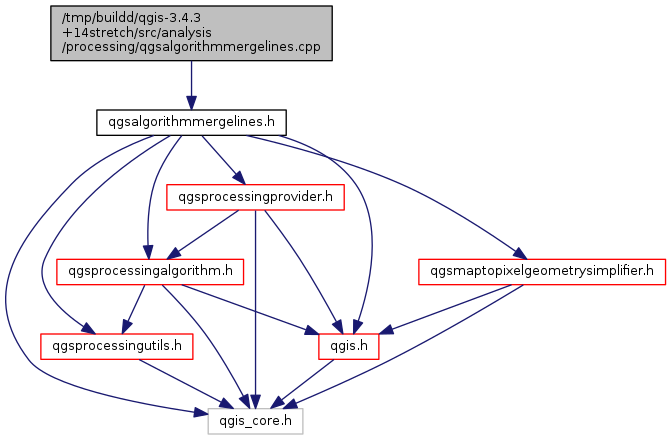 /tmp/buildd/qgis-3.4.3
+14stretch/src/analysis
/processing/qgsalgorithmmergelines.cpp
qgsalgorithmmergelines.h
qgsprocessingprovider.h
qgsprocessingalgorithm.h
qgsmaptopixelgeometrysimplifier.h
qgsprocessingutils.h
qgis.h
qgis_core.h